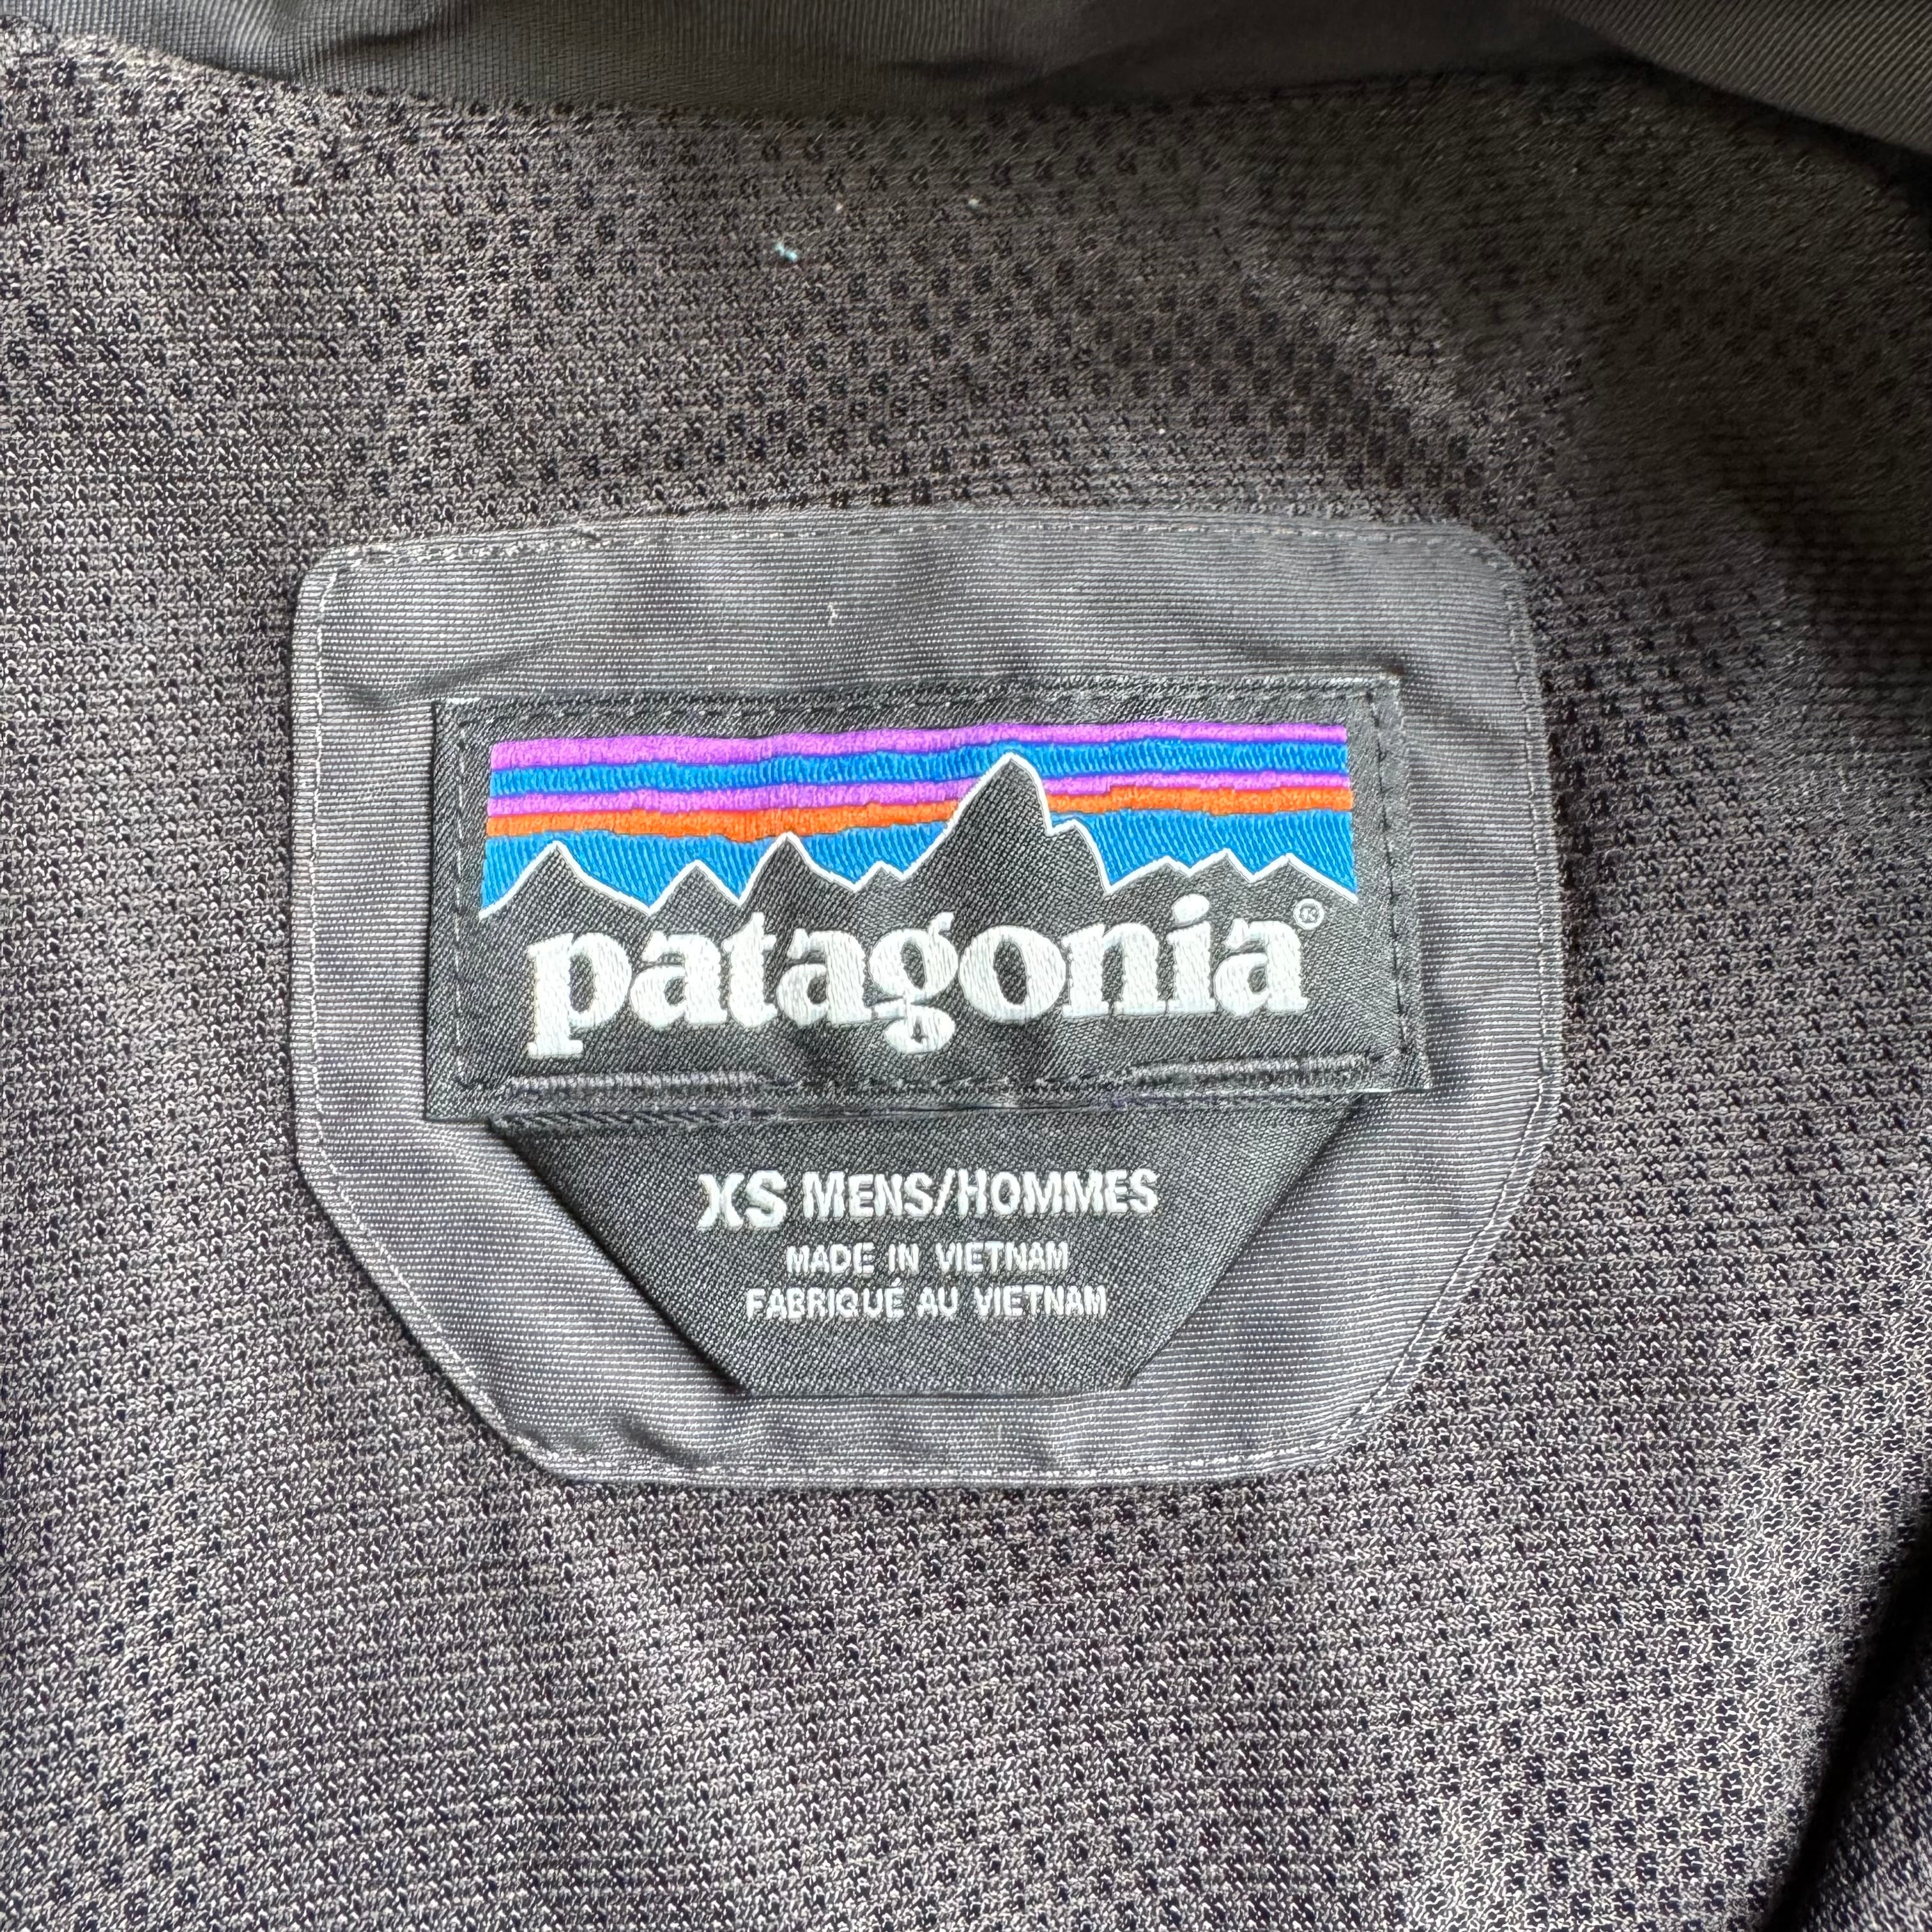 patagonia®
XS MENS/HOMMES
MADE IN VIETNAM
FABRIQUÉ AU VIETNAM